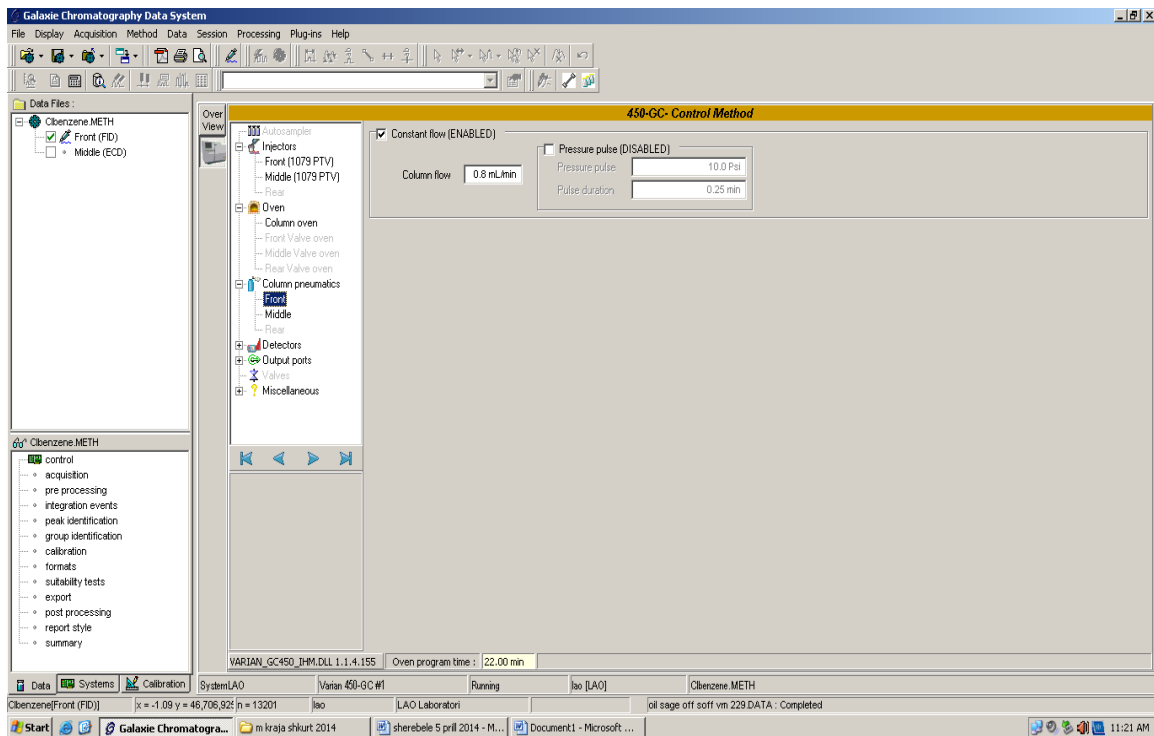 Galaxie Chromatography Data System
File Display Acquisition Method Data Session Processing Plug-ins Help
Data Files :
Clbenzene.METH
Front (FID)
Middle (ECD)
Over
View
450-GC- Control Method
Autosampler
Injectors
Front (1079 PTV)
Middle (1079 PTV)
Rear
Oven
Column oven
Front Valve oven
Middle Valve oven
Rear Valve oven
Column pneumatics
Front
Middle
Rear
Detectors
Output ports
Valves
Miscellaneous
Constant flow (ENABLED)
Column flow 0.8 mL/min
Pressure pulse (DISABLED)
Pressure pulse 10.0 Psi
Pulse duration 0.25 min
Clbenzene.METH
control
acquisition
pre processing
integration events
peak identification
group identification
calibration
formats
suitability tests
export
post processing
report style
summary
VARIAN_GC450_IHM.DLL 1.1.4.155 Oven program time : 22.00 min
Data Systems Calibration SystemLAO Varian 450-GC #1 Running lao [LAO] Clbenzene.METH
Clbenzene[Front (FID)] x = -1.09 y = 46,706,925 n = 13201 lao LAO Laboratori oil sage off soff vm 229.DATA : Completed
Start Galaxie Chromatogra... m kraja shkurt 2014 sherebele 5 pril 2014 - M... Document1 - Microsoft ... 11:21 AM